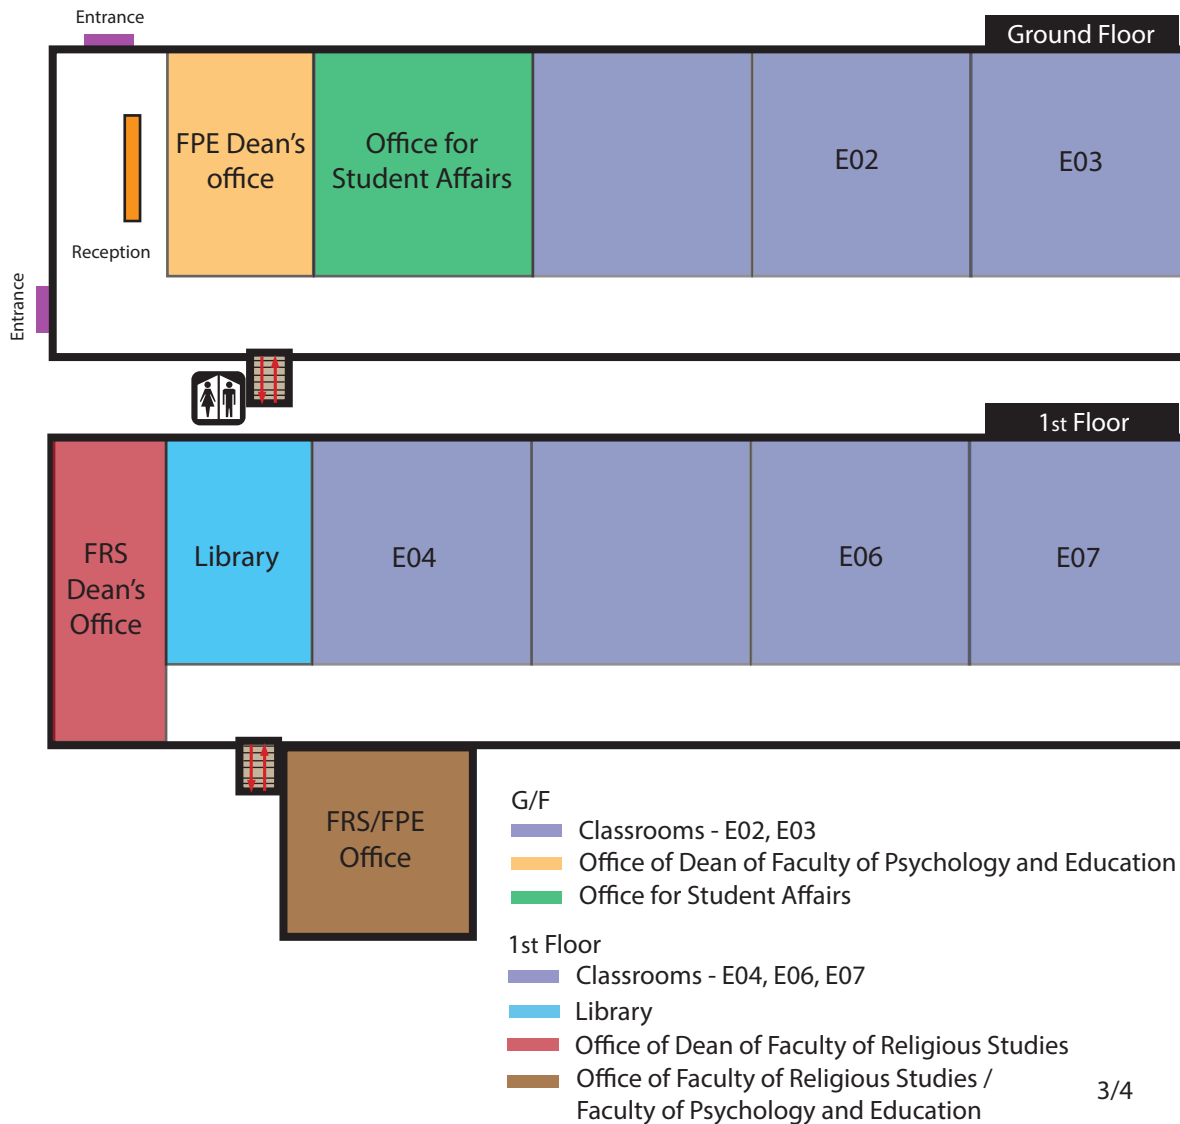 Entrance
Ground Floor
FPE Dean's
office
Office for
Student Affairs
E02
E03
Reception
Entrance
1st Floor
FRS
Dean's
Office
Library
E04
E06
E07
FRS/FPE
Office
G/F
Classrooms - E02, E03
Office of Dean of Faculty of Psychology and Education
Office for Student Affairs
1st Floor
Classrooms - E04, E06, E07
Library
Office of Dean of Faculty of Religious Studies
Office of Faculty of Religious Studies /
Faculty of Psychology and Education
3/4